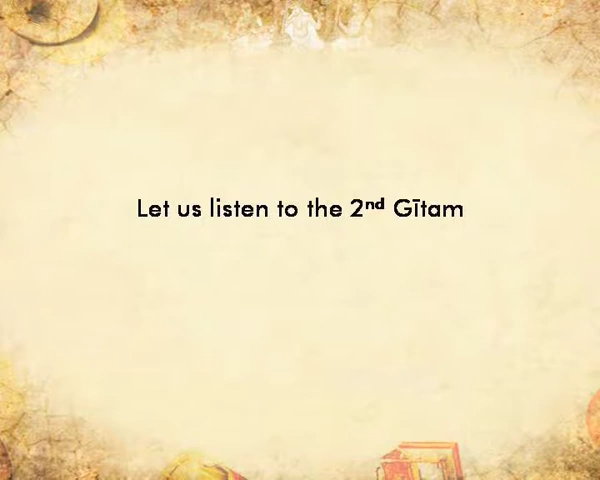 Let us listen to the 2ⁿᵈ Gītam